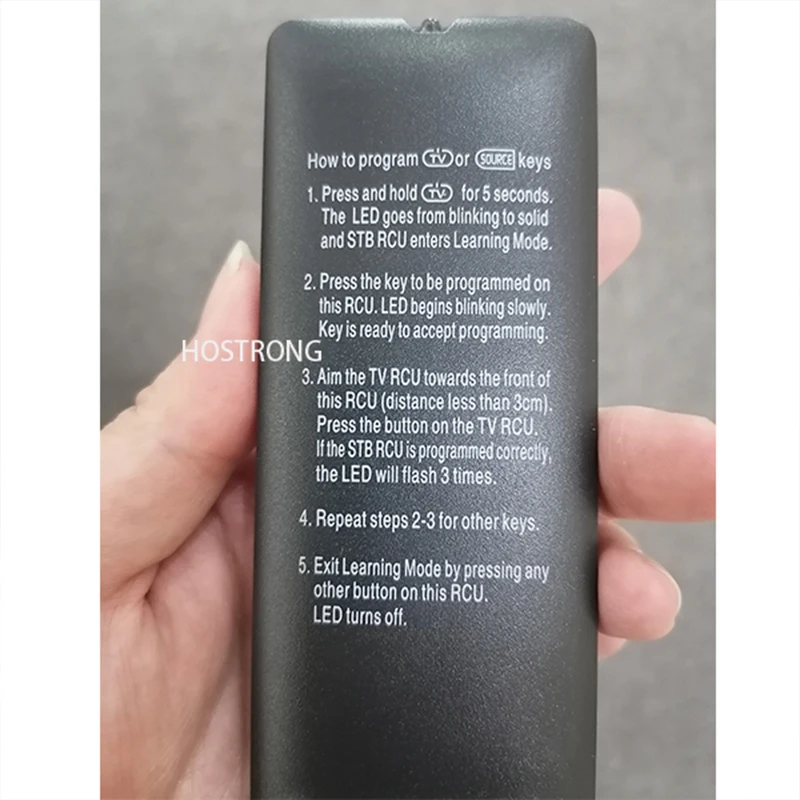 How to program TV or SOURCE keys
1. Press and hold TV for 5 seconds.
The LED goes from blinking to solid
and STB RCU enters Learning Mode.
2. Press the key to be programmed on
this RCU. LED begins blinking slowly.
Key is ready to accept programming.
HOSTRONG
3. Aim the TV RCU towards the front of
this RCU (distance less than 3cm).
Press the button on the TV RCU.
If the STB RCU is programmed correctly,
the LED will flash 3 times.
4. Repeat steps 2-3 for other keys.
5. Exit Learning Mode by pressing any
other button on this RCU.
LED turns off.